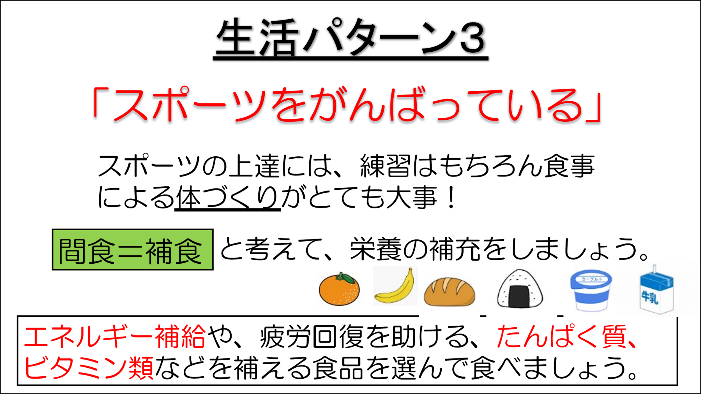 生活パターン３
「スポーツをがんばっている」
スポーツの上達には、練習はもちろん食事
による体づくりがとても大事！
間食＝補食 と考えて、栄養の補充をしましょう。
ヨーグルト
牛乳
エネルギー補給や、疲労回復を助ける、たんぱく質、
ビタミン類などを補える食品を選んで食べましょう。